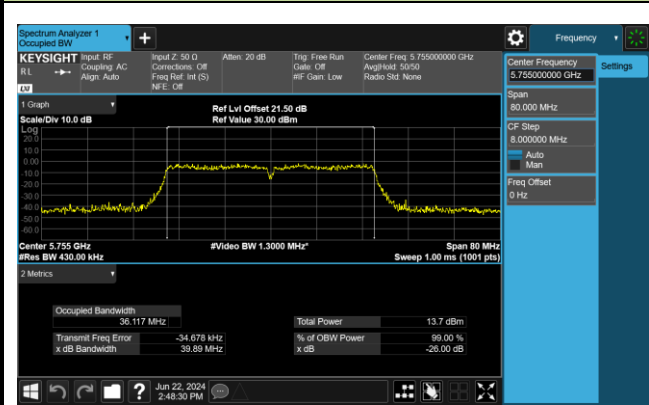 Spectrum Analyzer 1
Occupied BW
Frequency
KEYSIGHT
R L
LXI
Input: RF
Coupling: AC
Align: Auto
Input Z: 50 Ω
Corrections: Off
Freq Ref: Int (S)
NFE: Off
Atten: 20 dB
Trig: Free Run
Gate: Off
#IF Gain: Low
Center Freq: 5.755000000 GHz
Avg|Hold: 50/50
Radio Std: None
Center Frequency
5.755000000 GHz
Settings
Span
80.000 MHz
CF Step
8.000000 MHz
Auto
Man
Freq Offset
0 Hz
1 Graph
Scale/Div 10.0 dB
Ref Lvl Offset 21.50 dB
Ref Value 30.00 dBm
Log
20.0
10.0
0.00
-10.0
-20.0
-30.0
-40.0
-50.0
-60.0
Center 5.755 GHz
#Video BW 1.3000 MHz*
Span 80 MHz
#Res BW 430.00 kHz
Sweep 1.00 ms (1001 pts)
2 Metrics
Occupied Bandwidth
36.117 MHz
Total Power 13.7 dBm
Transmit Freq Error -34.678 kHz
% of OBW Power 99.00 %
x dB Bandwidth 39.89 MHz
x dB -26.00 dB
Jun 22, 2024
2:48:30 PM